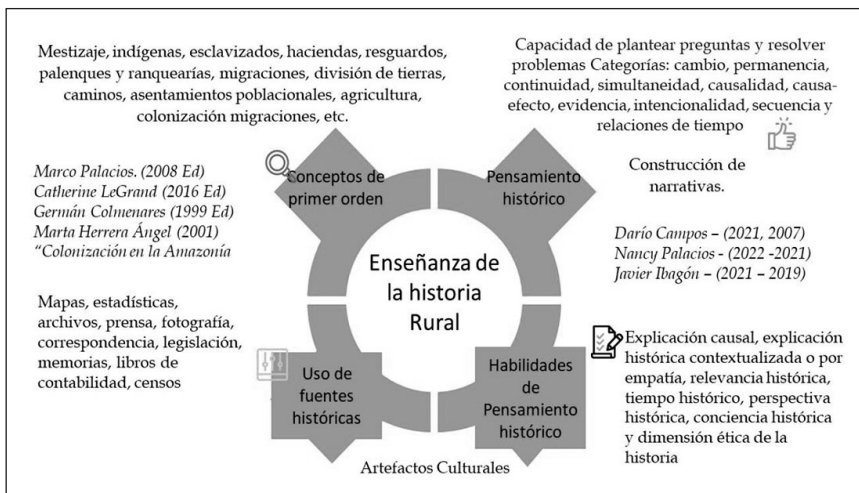 Mestizaje, indígenas, esclavizados, haciendas, resguardos,
palenques y ranquearías, migraciones, división de tierras,
caminos, asentamientos poblacionales, agricultura,
colonización migraciones, etc.
Capacidad de plantear preguntas y resolver
problemas Categorías: cambio, permanencia,
continuidad, simultaneidad, causalidad, causa-
efecto, evidencia, intencionalidad, secuencia y
relaciones de tiempo
Construcción de
narrativas.
Marco Palacios. (2008 Ed)
Catherine LeGrand (2016 Ed)
Germán Colmenares (1999 Ed)
Marta Herrera Ángel (2001)
“Colonización en la Amazonía
Conceptos de
primer orden
Pensamiento
histórico
Darío Campos – (2021, 2007)
Nancy Palacios - (2022 -2021)
Javier Ibagón – (2021 – 2019)
Enseñanza de
la historia
Rural
Mapas, estadísticas,
archivos, prensa, fotografía,
correspondencia, legislación,
memorias, libros de
contabilidad, censos
Uso de
fuentes
históricas
Habilidades
de
Pensamiento
histórico
Explicación causal, explicación
histórica contextualizada o por
empatía, relevancia histórica,
tiempo histórico, perspectiva
histórica, conciencia histórica
y dimensión ética de la
historia
Artefactos Culturales